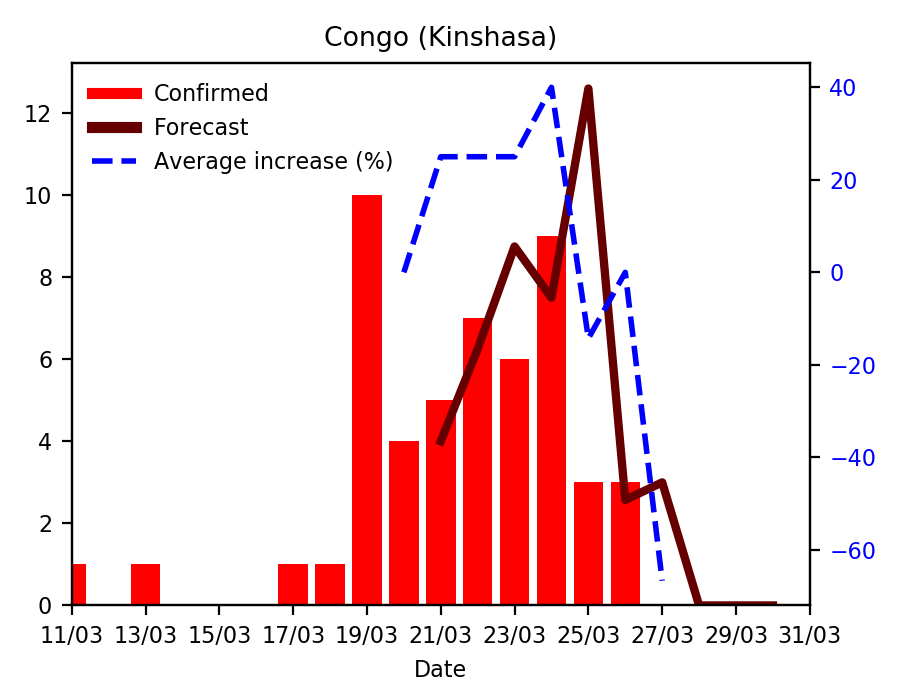 Congo (Kinshasa)
Confirmed
Forecast
Average increase (%)
12
10
8
6
4
2
0
40
20
0
−20
−40
−60
11/03 13/03 15/03 17/03 19/03 21/03 23/03 25/03 27/03 29/03 31/03
Date